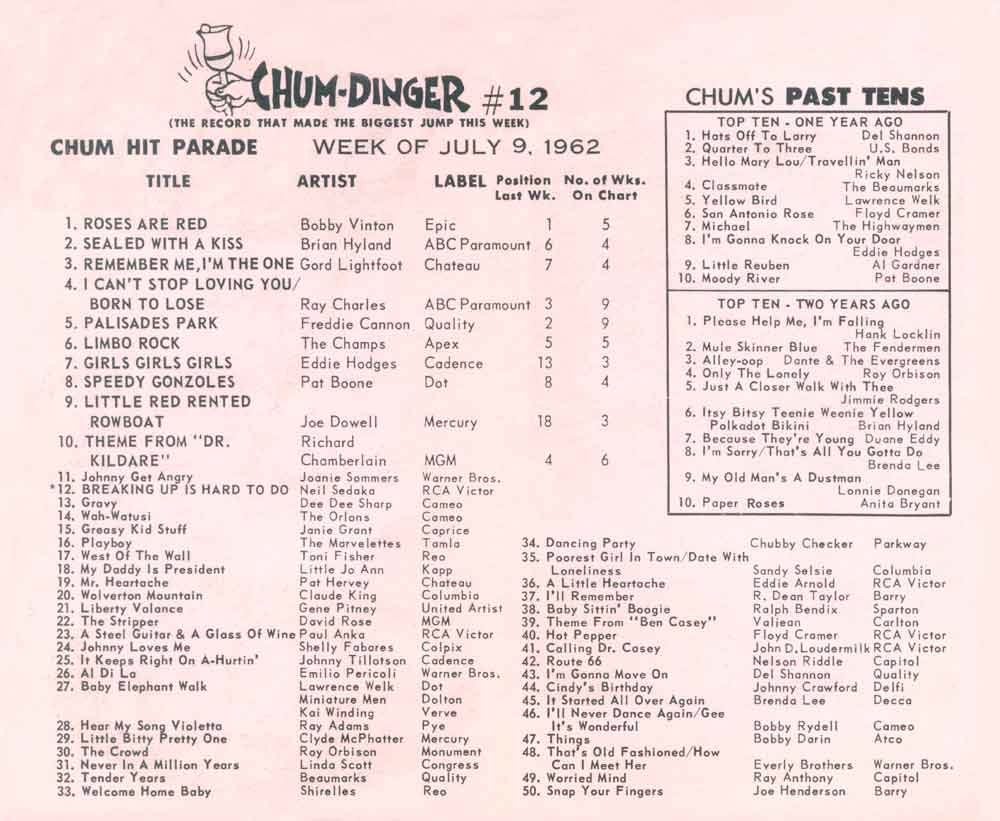 CHUM-DINGER #12
(THE RECORD THAT MADE THE BIGGEST JUMP THIS WEEK)
CHUM HIT PARADE WEEK OF JULY 9, 1962
TITLE ARTIST LABEL Position Last Wk. No. of Wks. On Chart
1. ROSES ARE RED Bobby Vinton Epic 1 5
2. SEALED WITH A KISS Brian Hyland ABC Paramount 6 4
3. REMEMBER ME,I'M THE ONE Gord Lightfoot Chateau 7 4
4. I CAN'T STOP LOVING YOU/
BORN TO LOSE Ray Charles ABC Paramount 3 9
5. PALISADES PARK Freddie Cannon Quality 2 9
6. LIMBO ROCK The Champs Apex 5 5
7. GIRLS GIRLS GIRLS Eddie Hodges Cadence 13 3
8. SPEEDY GONZOLES Pat Boone Dot 8 4
9. LITTLE RED RENTED
ROWBOAT Joe Dowell Mercury 18 3
10. THEME FROM "DR. Richard
KILDARE" Chamberlain MGM 4 6
11. Johnny Get Angry Joanie Sommers Warner Bros.
*12. BREAKING UP IS HARD TO DO Neil Sedaka RCA Victor
13. Gravy Dee Dee Sharp Cameo
14. Wah-Watusi The Orlons Cameo
15. Greasy Kid Stuff Janie Grant Caprice
16. Playboy The Marvelettes Tamla
17. West Of The Wall Toni Fisher Reo
18. My Daddy Is President Little Jo Ann Kapp
19. Mr. Heartache Pat Hervey Chateau
20. Wolverton Mountain Claude King Columbia
21. Liberty Valance Gene Pitney United Artist
22. The Stripper David Rose MGM
23. A Steel Guitar & A Glass Of Wine Paul Anka RCA Victor
24. Johnny Loves Me Shelly Fabares Colpix
25. It Keeps Right On A-Hurtin' Johnny Tillotson Cadence
26. Al Di La Emilio Pericoli Warner Bros.
27. Baby Elephant Walk Lawrence Welk Dot
Miniature Men Dolton
Kai Winding Verve
28. Hear My Song Violetta Ray Adams Pye
29. Little Bitty Pretty One Clyde McPhatter Mercury
30. The Crowd Roy Orbison Monument
31. Never In A Million Years Linda Scott Congress
32. Tender Years Beaumarks Quality
33. Welcome Home Baby Shirelles Reo
CHUM'S PAST TENS
TOP TEN - ONE YEAR AGO
1. Hats Off To Larry Del Shannon
2. Quarter To Three U.S. Bonds
3. Hello Mary Lou/Travellin' Man
Ricky Nelson
4. Classmate The Beaumarks
5. Yellow Bird Lawrence Welk
6. San Antonio Rose Floyd Cramer
7. Michael The Highwaymen
8. I'm Gonna Knock On Your Door
Eddie Hodges
9. Little Reuben Al Gardner
10. Moody River Pat Boone
TOP TEN - TWO YEARS AGO
1. Please Help Me, I'm Falling
Hank Locklin
2. Mule Skinner Blue The Fendermen
3. Alley-oop Dante & The Evergreens
4. Only The Lonely Roy Orbison
5. Just A Closer Walk With Thee
Jimmie Rodgers
6. Itsy Bitsy Teenie Weenie Yellow
Polkadot Bikini Brian Hyland
7. Because They're Young Duane Eddy
8. I'm Sorry/That's All You Gotta Do
Brenda Lee
9. My Old Man's A Dustman
Lonnie Donegan
10. Paper Roses Anita Bryant
34. Dancing Party Chubby Checker Parkway
35. Poorest Girl In Town/Date With
Loneliness Sandy Selsie Columbia
36. A Little Heartache Eddie Arnold RCA Victor
37. I'll Remember R. Dean Taylor Barry
38. Baby Sittin' Boogie Ralph Bendix Sparton
39. Theme From "Ben Casey" Valjean Carlton
40. Hot Pepper Floyd Cramer RCA Victor
41. Calling Dr. Casey John D. Loudermilk RCA Victor
42. Route 66 Nelson Riddle Capitol
43. I'm Gonna Move On Del Shannon Quality
44. Cindy's Birthday Johnny Crawford Delfi
45. It Started All Over Again Brenda Lee Decca
46. I'll Never Dance Again/Gee
It's Wonderful Bobby Rydell Cameo
47. Things Bobby Darin Atco
48. That's Old Fashioned/How
Can I Meet Her Everly Brothers Warner Bros.
49. Worried Mind Ray Anthony Capitol
50. Snap Your Fingers Joe Henderson Barry